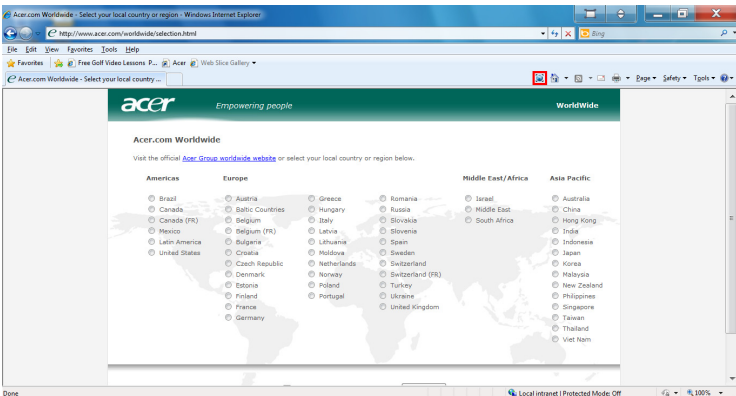 Acer.com Worldwide - Select your local country or region - Windows Internet Explorer
http://www.acer.com/worldwide/selection.html
Bing
File Edit View Favorites Tools Help
Favorites Free Golf Video Lessons P... Acer Web Slice Gallery
Acer.com Worldwide - Select your local country ...
Page Safety Tools
acer Empowering people WorldWide
Acer.com Worldwide
Visit the official Acer Group worldwide website or select your local country or region below.
Americas Europe Middle East/Africa Asia Pacific
Brazil Austria Greece Romania Israel Australia
Canada Baltic Countries Hungary Russia Middle East China
Canada (FR) Belgium Italy Slovakia South Africa Hong Kong
Mexico Belgium (FR) Latvia Slovenia India
Latin America Bulgaria Lithuania Spain Indonesia
United States Croatia Moldova Sweden Japan
Czech Republic Netherlands Switzerland Korea
Denmark Norway Switzerland (FR) Malaysia
Estonia Poland Turkey New Zealand
Finland Portugal Ukraine Philippines
France United Kingdom Singapore
Germany Taiwan
Thailand
Viet Nam
Done Local intranet | Protected Mode: Off 100%